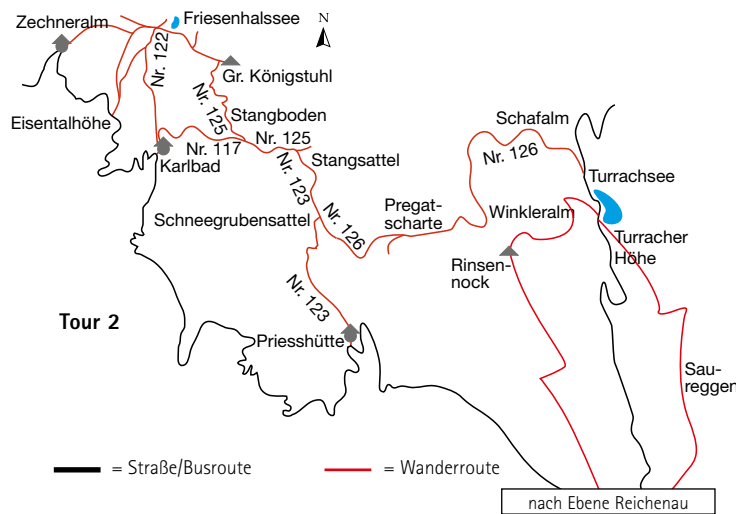 Zechneralm
Friesenhalssee
N
Nr. 122
Gr. Königstuhl
Eisentalhöhe
Nr. 125
Stangboden
Schafalm
Nr. 117
Nr. 125
Nr. 126
Karlbad
Stangsattel
Turrachsee
Nr. 123
Pregat-
scharte
Winkleralm
Schneegrubensattel
Nr. 126
Turracher
Höhe
Rinsen-
nock
Nr. 123
Tour 2
Priesshütte
Sau-
reggen
= Straße/Busroute
= Wanderroute
nach Ebene Reichenau